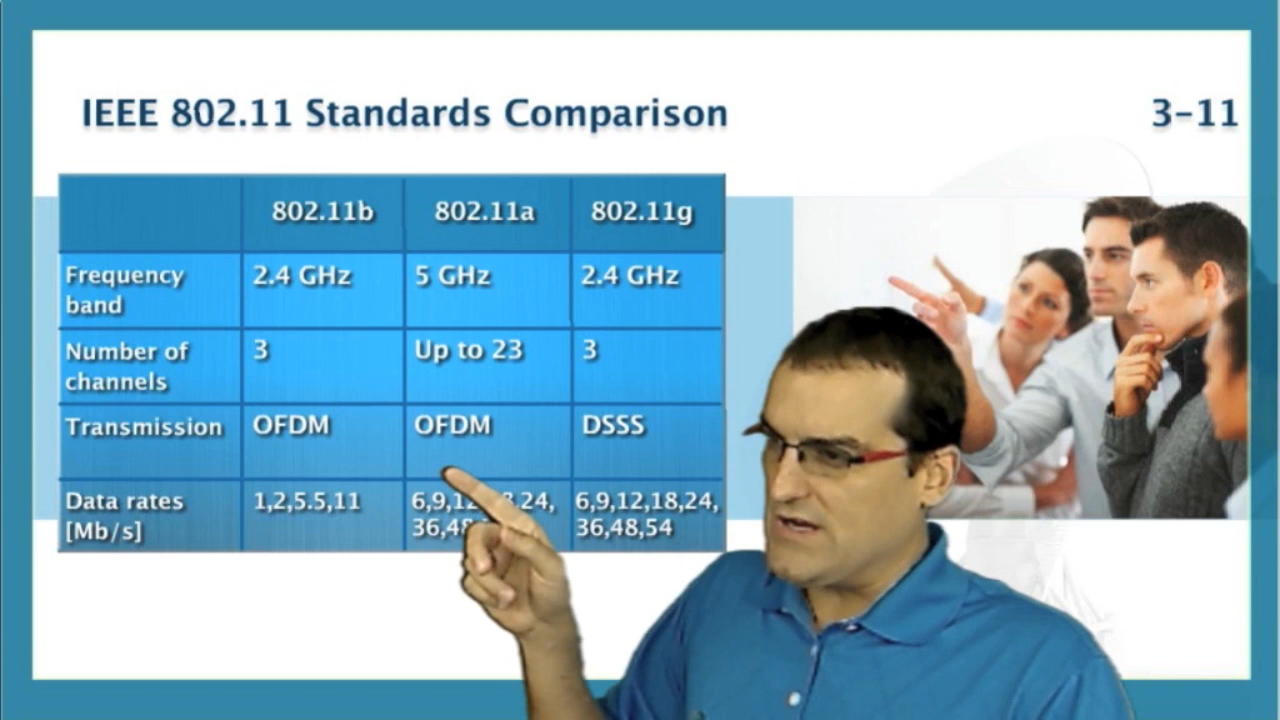 IEEE 802.11 Standards Comparison 3-11
802.11b 802.11a 802.11g
Frequency band 2.4 GHz 5 GHz 2.4 GHz
Number of channels 3 Up to 23 3
Transmission OFDM OFDM DSSS
Data rates 1,2,5.5,11 6,9, 24, 6,9,12,18,24,
[Mb/s] 36,48 36,48,54